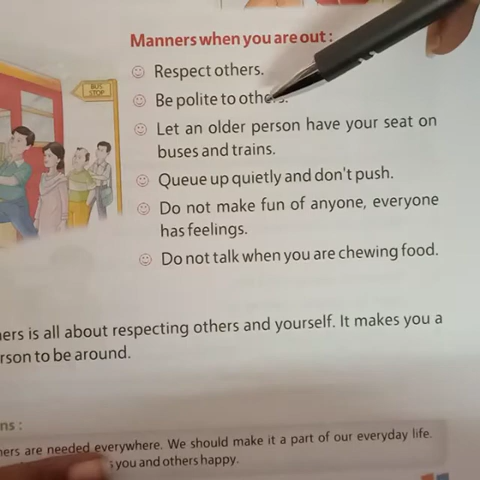 Manners when you are out :
BUS STOP
Respect others.
Be polite to others.
Let an older person have your seat on
buses and trains.
Queue up quietly and don't push.
Do not make fun of anyone, everyone
has feelings.
Do not talk when you are chewing food.
ners is all about respecting others and yourself. It makes you a
rson to be around.
ns :
ners are needed everywhere. We should make it a part of our everyday life.
you and others happy.